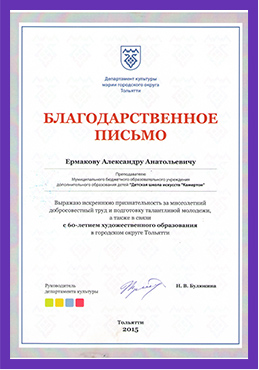 Департамент культуры
мэрии городского округа
Тольятти
БЛАГОДАРСТВЕННОЕ
ПИСЬМО
Ермакову Александру Анатольевичу
Преподавателю
Муниципального бюджетного образовательного учреждения
дополнительного образования детей "Детская школа искусств "Камертон"
Выражаю искреннюю признательность за многолетний
добросовестный труд и подготовку талантливой молодежи,
а также в связи
с 60-летием художественного образования
в городском округе Тольятти
Руководитель
департамента культуры
Н. В. Булюкина
Тольятти
2015